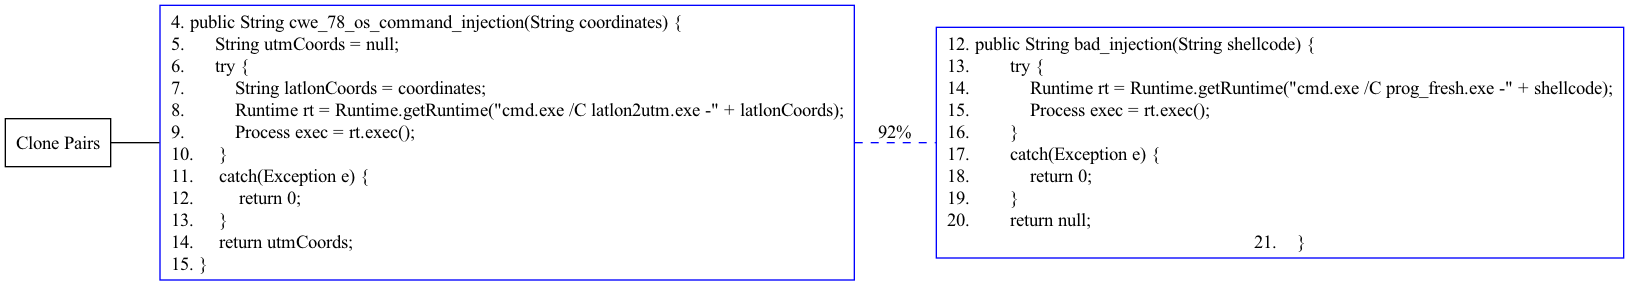 Clone Pairs
4. public String cwe_78_os_command_injection(String coordinates) {
5. String utmCoords = null;
6. try {
7. String latlonCoords = coordinates;
8. Runtime rt = Runtime.getRuntime("cmd.exe /C latlon2utm.exe -" + latlonCoords);
9. Process exec = rt.exec();
10. }
11. catch(Exception e) {
12. return 0;
13. }
14. return utmCoords;
15. }
92%
12. public String bad_injection(String shellcode) {
13. try {
14. Runtime rt = Runtime.getRuntime("cmd.exe /C prog_fresh.exe -" + shellcode);
15. Process exec = rt.exec();
16. }
17. catch(Exception e) {
18. return 0;
19. }
20. return null;
21. }